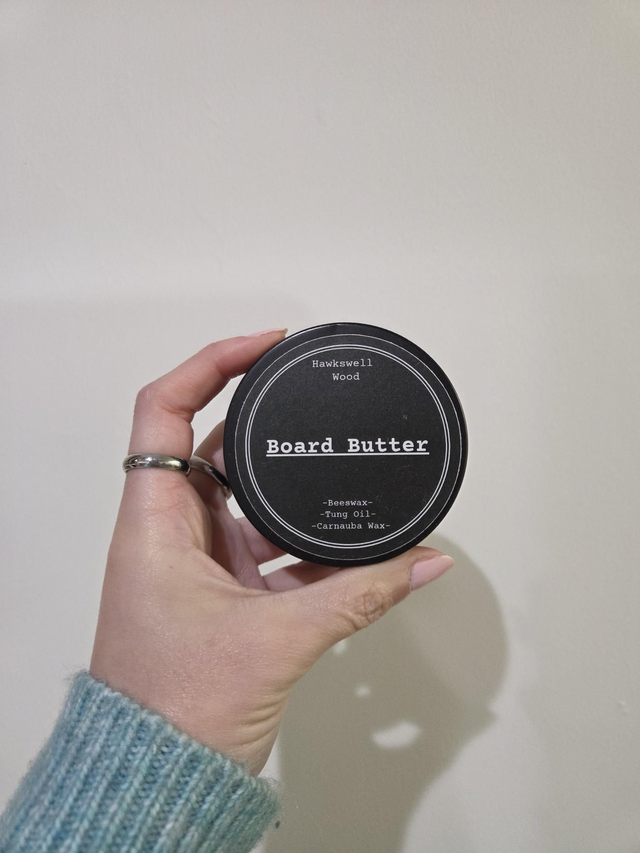 Hawkswell
Wood
Board Butter
-Beeswax-
-Tung Oil-
-Carnauba Wax-